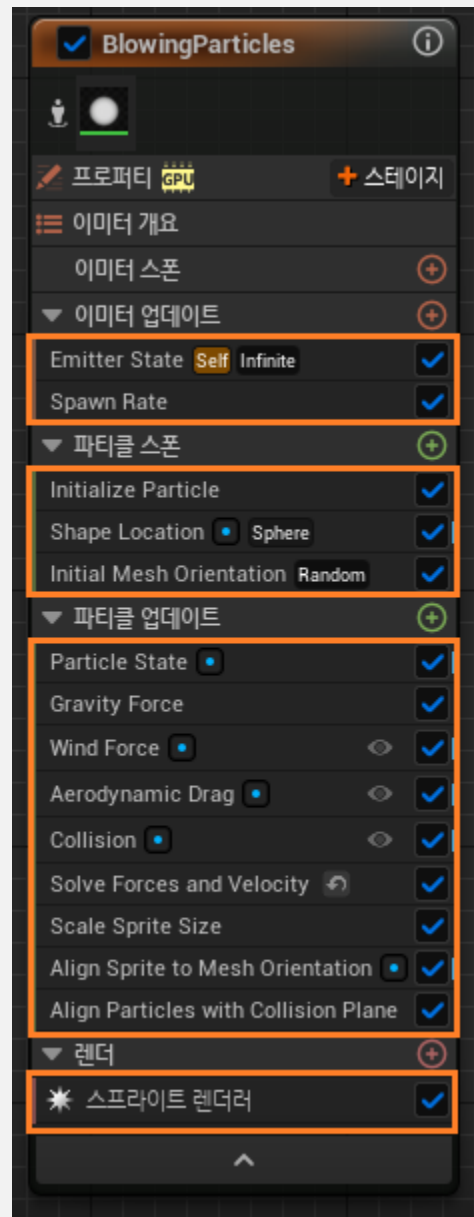 BlowingParticles
프로퍼티 GPU + 스테이지
이미터 개요
이미터 스폰
이미터 업데이트
Emitter State Self Infinite
Spawn Rate
파티클 스폰
Initialize Particle
Shape Location Sphere
Initial Mesh Orientation Random
파티클 업데이트
Particle State
Gravity Force
Wind Force
Aerodynamic Drag
Collision
Solve Forces and Velocity
Scale Sprite Size
Align Sprite to Mesh Orientation
Align Particles with Collision Plane
렌더
스프라이트 렌더러